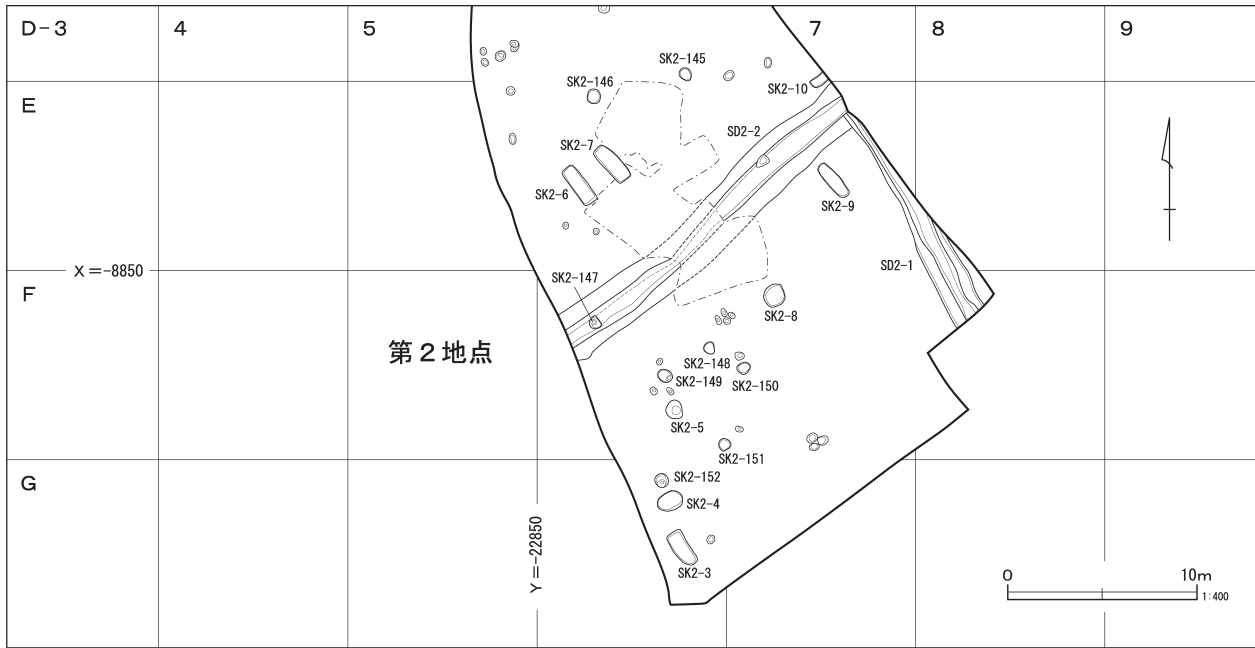 D-3
4
5
7
8
9
SK2-145
SK2-146
SK2-10
E
SD2-2
SK2-7
SK2-6
SK2-9
SD2-1
X=-8850
SK2-147
F
SK2-8
第2地点
SK2-148
SK2-149
SK2-150
SK2-5
SK2-151
G
SK2-152
SK2-4
Y=-22850
SK2-3
0
10m
1:400